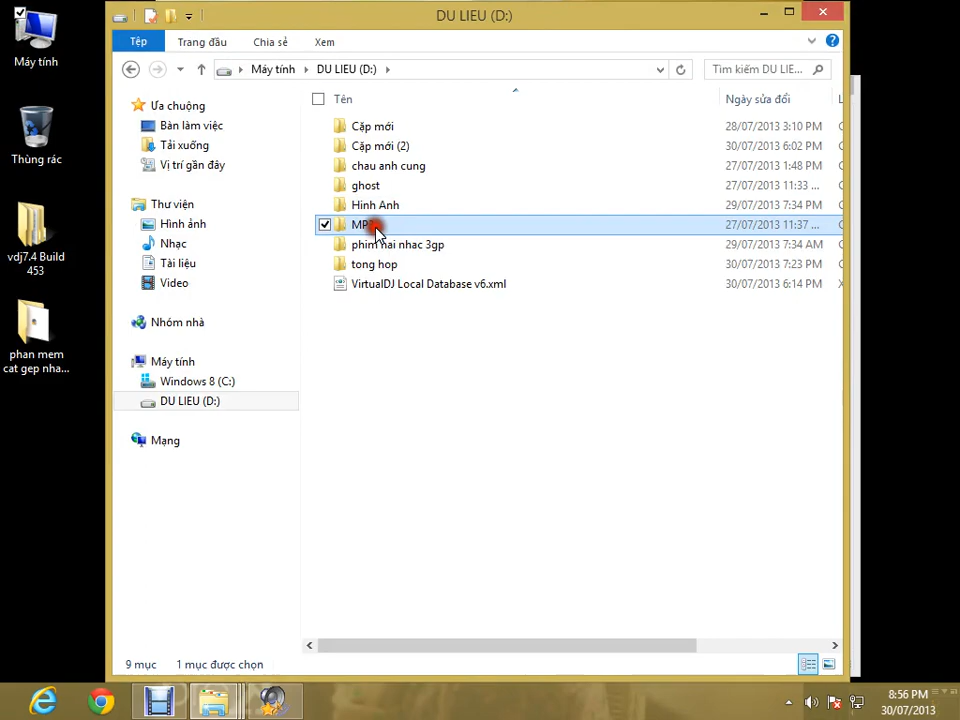 DU LIEU (D:)
Tệp Trang đầu Chia sẻ Xem
Máy tính DU LIEU (D:) Tìm kiếm DU LIE...
Máy tính
Thùng rác
vdj7.4 Build
453
phan mem
cat gep nha...
Ưa chuộng
Bàn làm việc
Tải xuống
Vị trí gần đây
Thư viện
Hình ảnh
Nhạc
Tài liệu
Video
Nhóm nhà
Máy tính
Windows 8 (C:)
DU LIEU (D:)
Mạng
Tên Ngày sửa đổi
Cặp mới 28/07/2013 3:10 PM
Cặp mới (2) 30/07/2013 6:02 PM
chau anh cung 27/07/2013 1:48 PM
ghost 27/07/2013 11:33 ...
Hinh Anh 29/07/2013 7:34 PM
27/07/2013 11:37 ...
phim hai nhac 3gp 29/07/2013 7:34 AM
tong hop 30/07/2013 7:23 PM
VirtualDJ Local Database v6.xml 30/07/2013 6:14 PM
9 mục 1 mục được chọn
8:56 PM
30/07/2013